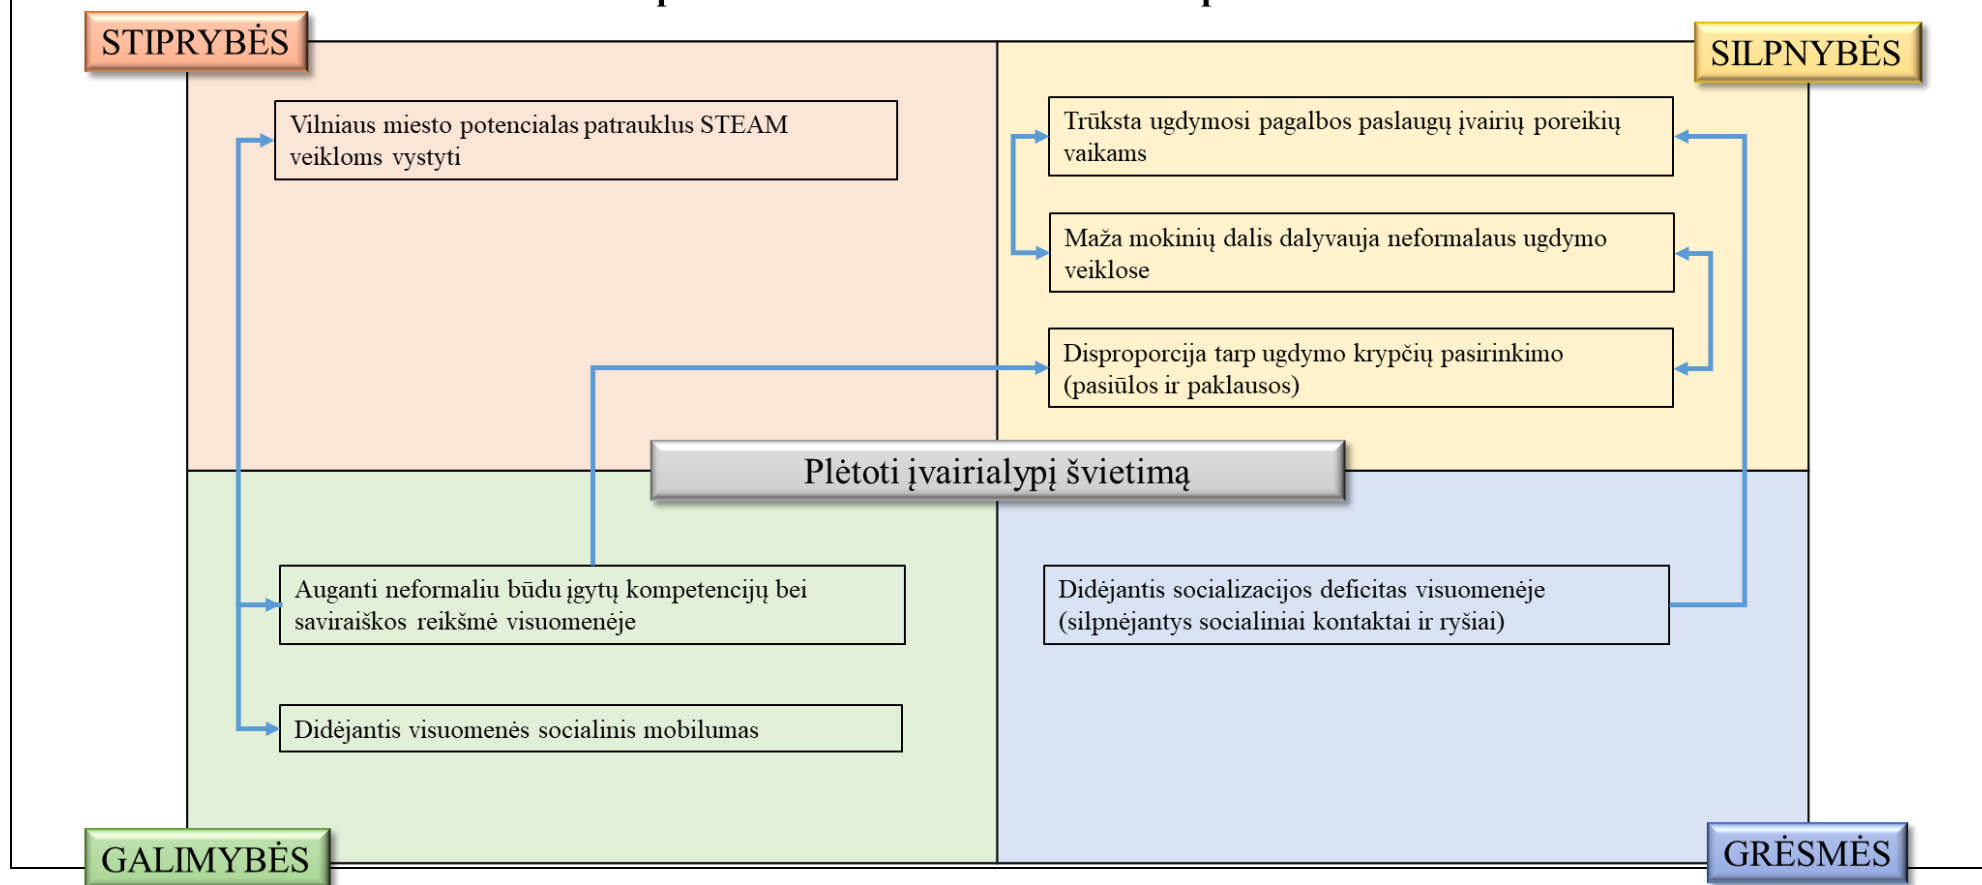 STIPRYBĖS
SILPNYBĖS
Vilniaus miesto potencialas patrauklus STEAM
veikloms vystyti
Trūksta ugdymosi pagalbos paslaugų įvairių poreikių
vaikams
Maža mokinių dalis dalyvauja neformalaus ugdymo
veiklose
Disproporcija tarp ugdymo krypčių pasirinkimo
(pasiūlos ir paklausos)
Plėtoti įvairialypį švietimą
Auganti neformaliu būdu įgytų kompetencijų bei
saviraiškos reikšmė visuomenėje
Didėjantis visuomenės socialinis mobilumas
Didėjantis socializacijos deficitas visuomenėje
(silpnėjantys socialiniai kontaktai ir ryšiai)
GALIMYBĖS
GRĖSMĖS